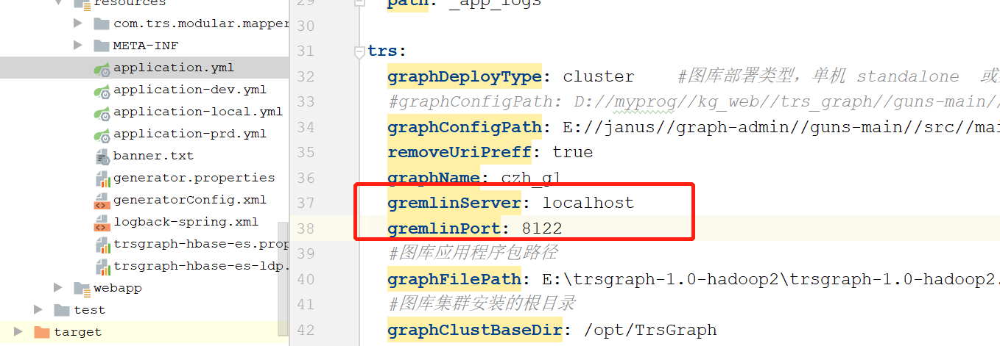 resources
com.trs.modular.mapper
META-INF
application.yml
application-dev.yml
application-local.yml
application-prd.yml
banner.txt
generator.properties
generatorConfig.xml
logback-spring.xml
trsgraph-hbase-es.prop
trsgraph-hbase-es-ldp.
webapp
test
target
29 path: _app_logs
30
31 trs:
32 graphDeployType: cluster #图库部署类型，单机 standalone 或
33 #graphConfigPath: D://myprog//kg_web//trs_graph//guns-main//
34 graphConfigPath: E://janus//graph-admin//guns-main//src//mai
35 removeUriPreff: true
36 graphName: czh_g1
37 gremlinServer: localhost
38 gremlinPort: 8122
39 #图库应用程序包路径
40 graphFilePath: E:\trsgraph-1.0-hadoop2\trsgraph-1.0-hadoop2.
41 #图库集群安装的根目录
42 graphClustBaseDir: /opt/TrsGraph